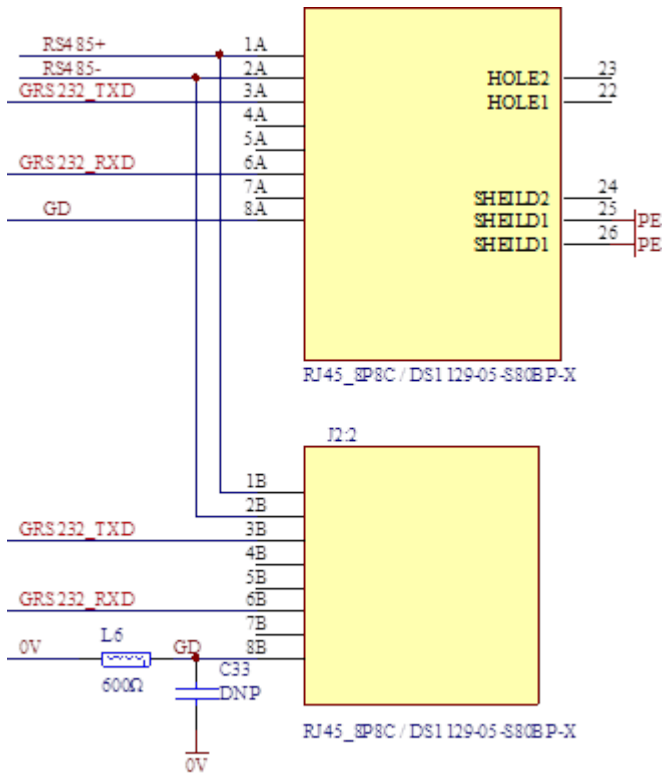 RS485+ 1A
RS485- 2A
GRS232_TXD 3A
4A
5A
GRS232_RXD 6A
7A
GD 8A
HOLE2 23
HOLE1 22
SHEILD2 24
SHEILD1 25 PE
SHEILD1 26 PE
RJ45_8P8C / DS1129-05-S80BP-X
J2:2
1B
2B
GRS232_TXD 3B
4B
5B
GRS232_RXD 6B
7B
0V L6 GD 8B
600Ω
C33
DNP
0V
RJ45_8P8C / DS1129-05-S80BP-X